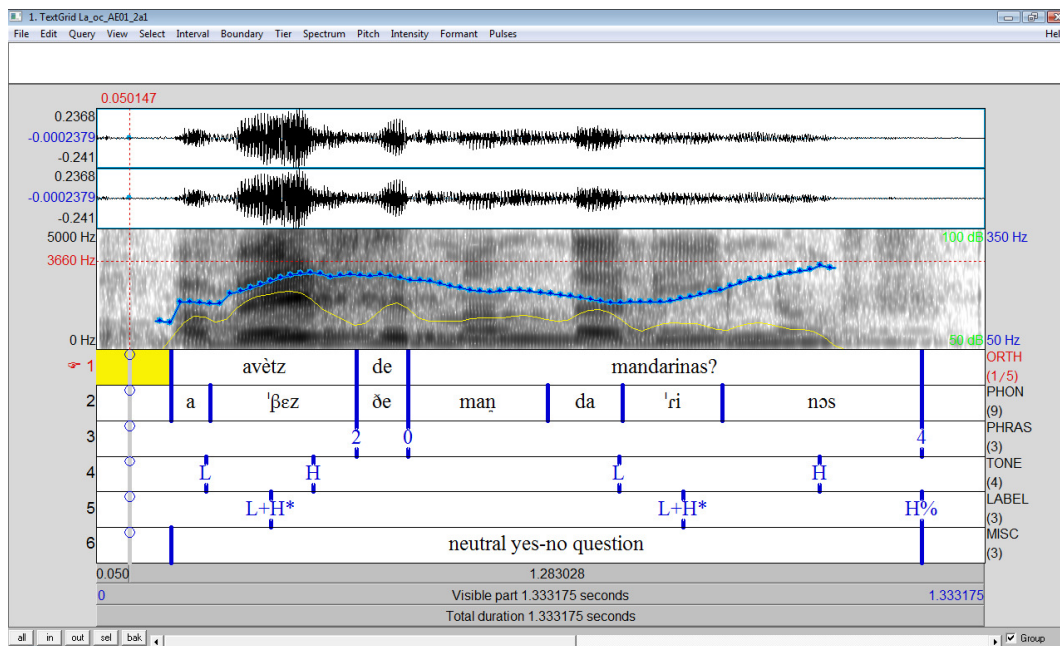 1. TextGrid La_oc_AE01_2a1
File Edit Query View Select Interval Boundary Tier Spectrum Pitch Intensity Formant Pulses Hel
0.050147
0.2368
-0.0002379
-0.241
0.2368
-0.0002379
-0.241
5000 Hz 100 dB 350 Hz
3660 Hz
0 Hz 50 dB 50 Hz
1 avètz de mandarinas? ORTH (1/5)
2 a ˈβɛz ðe man̪ da ˈɾi nɔs PHON (9)
3 2 0 4 PHRAS (3)
4 L H L H TONE (4)
5 L+H* L+H* H% LABEL (3)
6 neutral yes-no question MISC (3)
0.050 1.283028
0 Visible part 1.333175 seconds 1.333175
Total duration 1.333175 seconds
all in out sel bak Group